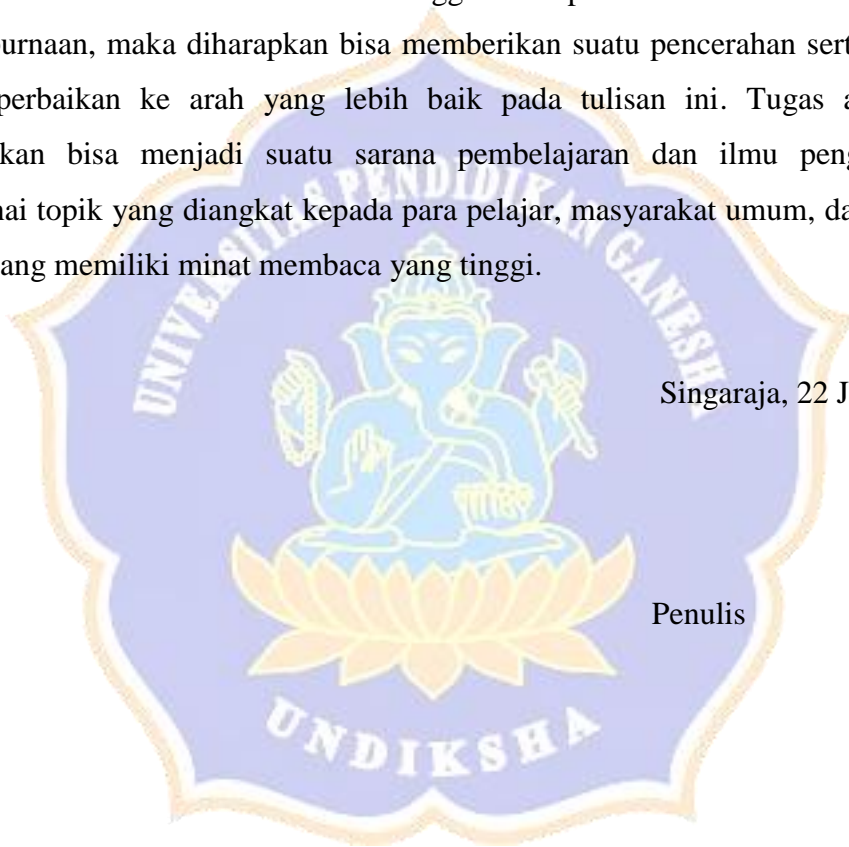 urnaan, maka diharapkan bisa memberikan suatu pencerahan sert
perbaikan ke arah yang lebih baik pada tulisan ini. Tugas a
kan bisa menjadi suatu sarana pembelajaran dan ilmu peng
nai topik yang diangkat kepada para pelajar, masyarakat umum, da
ang memiliki minat membaca yang tinggi.
UNIVERSITAS PENDIDIKAN GANESHA
Singaraja, 22 J
Penulis
UNDIKSHA